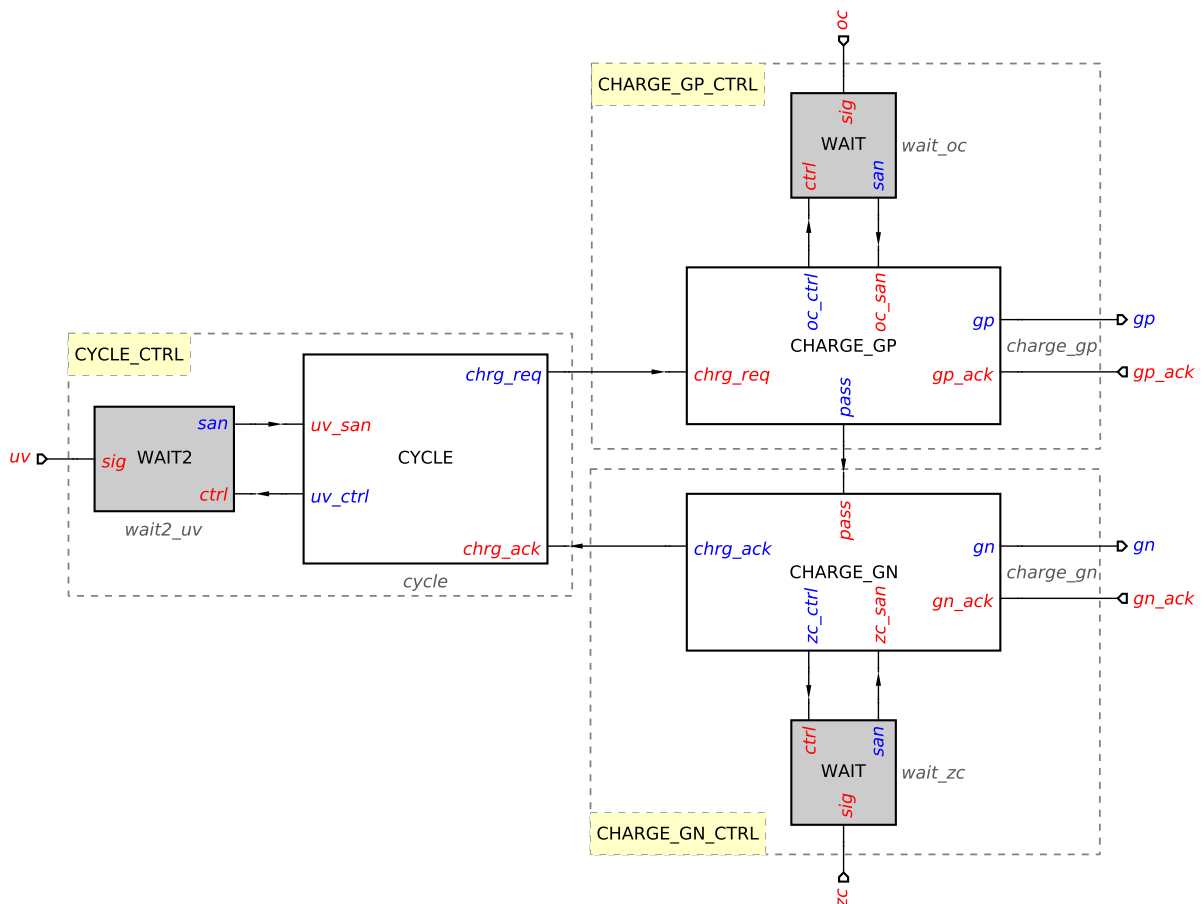 oc
CHARGE_GP_CTRL
sig
WAIT
wait_oc
ctrl
san
oc_ctrl
oc_san
gp
gp
CHARGE_GP
charge_gp
chrg_req
gp_ack
gp_ack
pass
CYCLE_CTRL
chrg_req
san
uv_san
uv
sig
WAIT2
CYCLE
ctrl
uv_ctrl
wait2_uv
chrg_ack
cycle
pass
chrg_ack
gn
gn
CHARGE_GN
charge_gn
zc_ctrl
zc_san
gn_ack
gn_ack
ctrl
san
WAIT
wait_zc
sig
CHARGE_GN_CTRL
zc